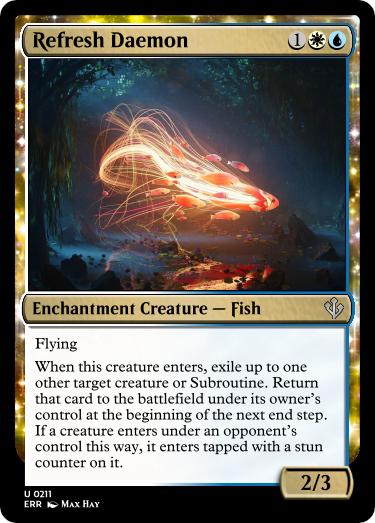 Refresh Daemon 1
Enchantment Creature — Fish
Flying
When this creature enters, exile up to one
other target creature or Subroutine. Return
that card to the battlefield under its owner's
control at the beginning of the next end step.
If a creature enters under an opponent's
control this way, it enters tapped with a stun
counter on it.
2/3
U 0211
ERR Max Hay